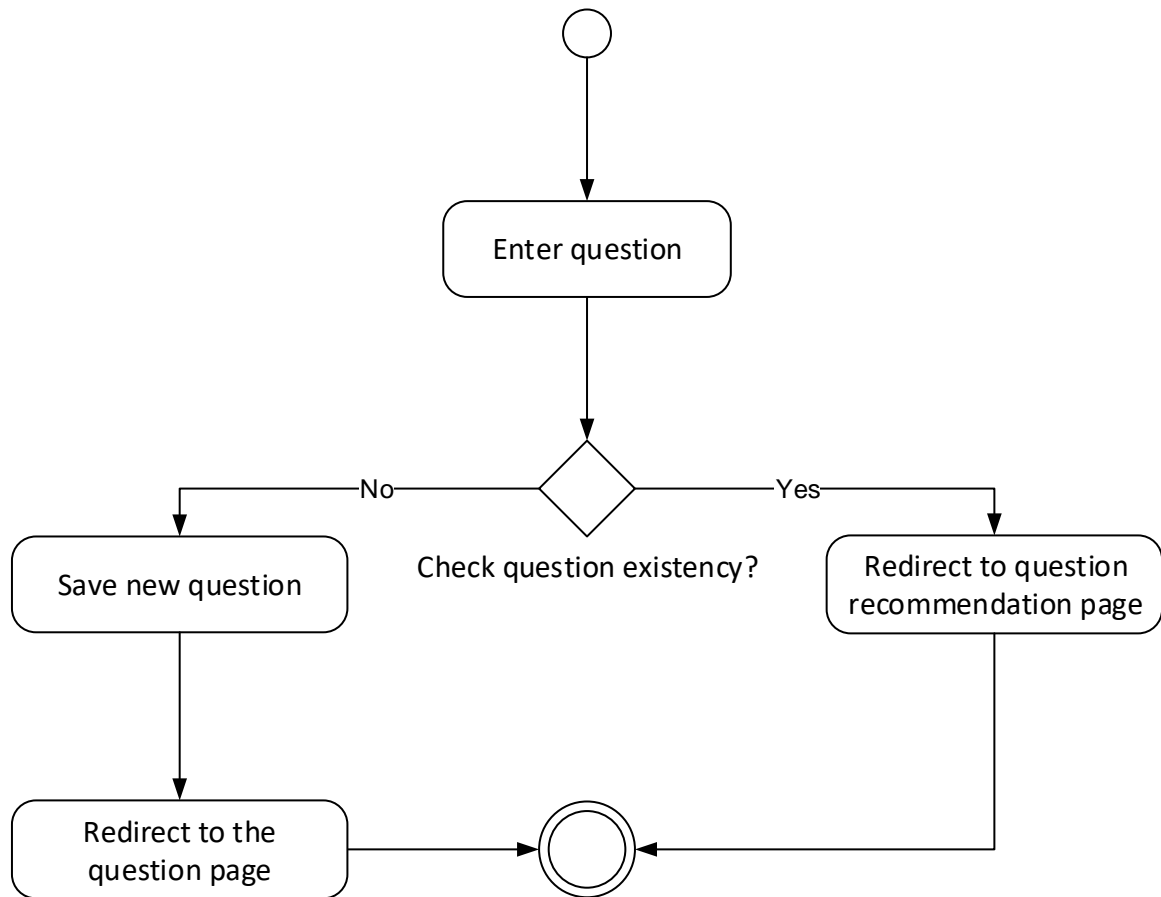 Enter question
No
Yes
Save new question
Check question existency?
Redirect to question
recommendation page
Redirect to the
question page